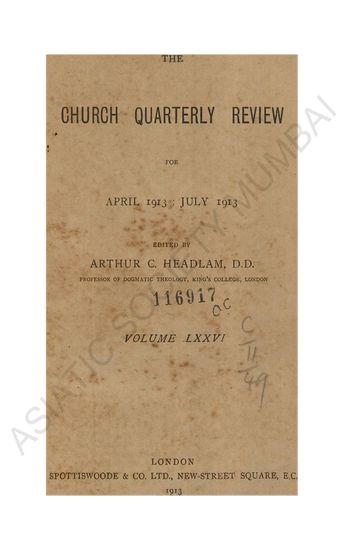 THE
CHURCH QUARTERLY REVIEW
FOR
APRIL 1913 : JULY 1913
EDITED BY
ARTHUR C. HEADLAM, D.D.
PROFESSOR OF DOGMATIC THEOLOGY, KING'S COLLEGE, LONDON
116917
VOLUME LXXVI
LONDON
SPOTTISWOODE & CO. LTD., NEW-STREET SQUARE, E.C.
1913
ASIATIC SOCIETY MUMBAI